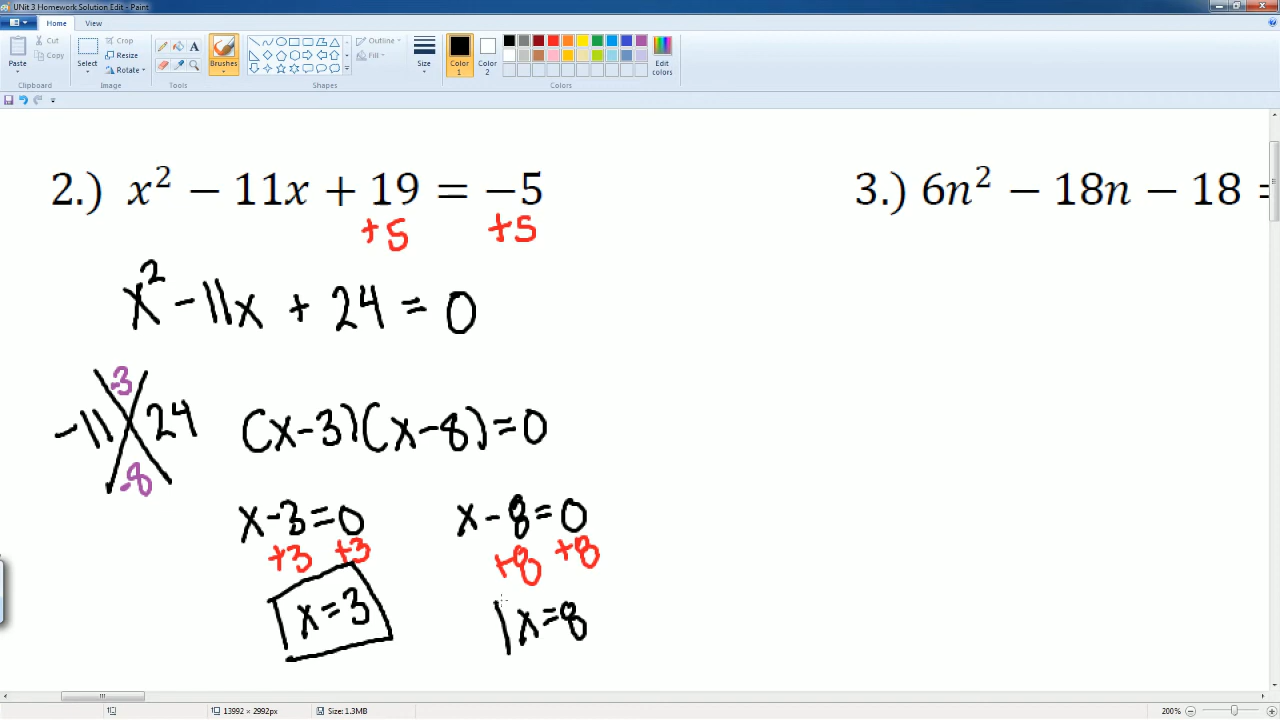 UNit 3 Homework Solution Edit - Paint
Home View
Cut
Copy
Paste
Clipboard
Select
Crop
Resize
Rotate
Image
A
Tools
Brushes
Outline
Fill
Shapes
Size
Color 1
Color 2
Edit colors
Colors
2.) x² − 11x + 19 = −5
+5 +5
x² - 11x + 24 = 0
-3
-11 24
-8
(x-3)(x-8)=0
x-3=0 x-8=0
+3 +3 +8 +8
x=3 x=8
3.) 6n² − 18n − 18 =
13992 × 2992px
Size: 1.3MB
200%